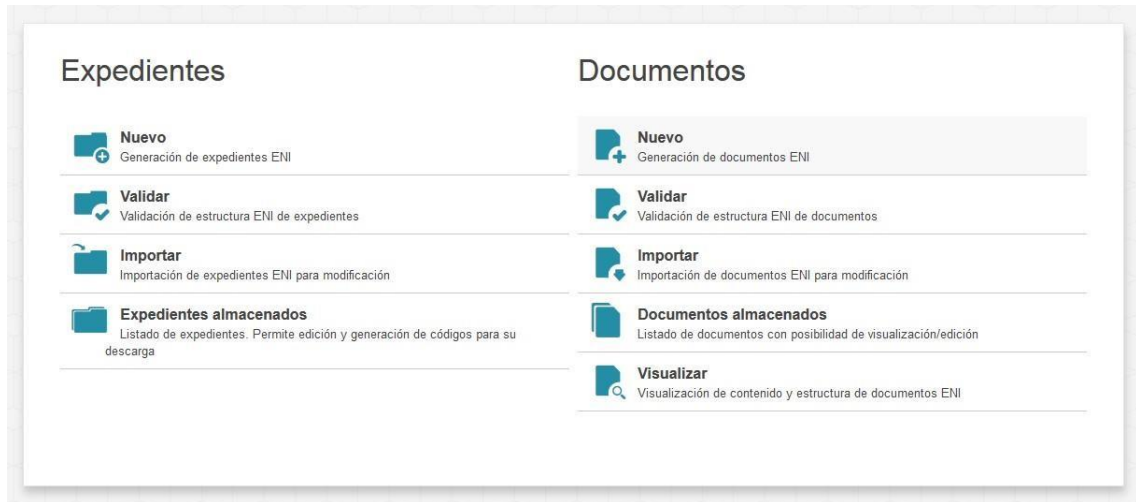 Expedientes
Nuevo
Generación de expedientes ENI
Validar
Validación de estructura ENI de expedientes
Importar
Importación de expedientes ENI para modificación
Expedientes almacenados
Listado de expedientes. Permite edición y generación de códigos para su
descarga
Documentos
Nuevo
Generación de documentos ENI
Validar
Validación de estructura ENI de documentos
Importar
Importación de documentos ENI para modificación
Documentos almacenados
Listado de documentos con posibilidad de visualización/edición
Visualizar
Visualización de contenido y estructura de documentos ENI